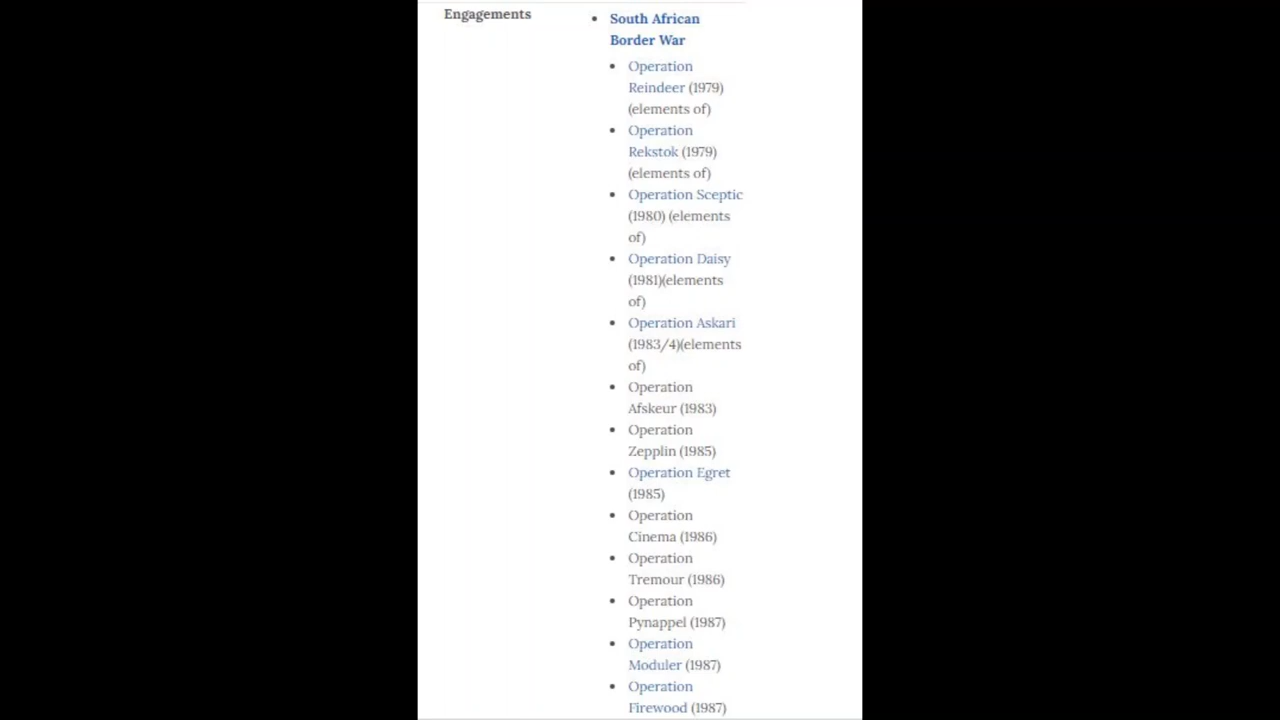 Engagements
South African
Border War
Operation
Reindeer (1979)
(elements of)
Operation
Rekstok (1979)
(elements of)
Operation Sceptic
(1980) (elements
of)
Operation Daisy
(1981)(elements
of)
Operation Askari
(1983/4)(elements
of)
Operation
Afskeur (1983)
Operation
Zepplin (1985)
Operation Egret
(1985)
Operation
Cinema (1986)
Operation
Tremour (1986)
Operation
Pynappel (1987)
Operation
Moduler (1987)
Operation
Firewood (1987)